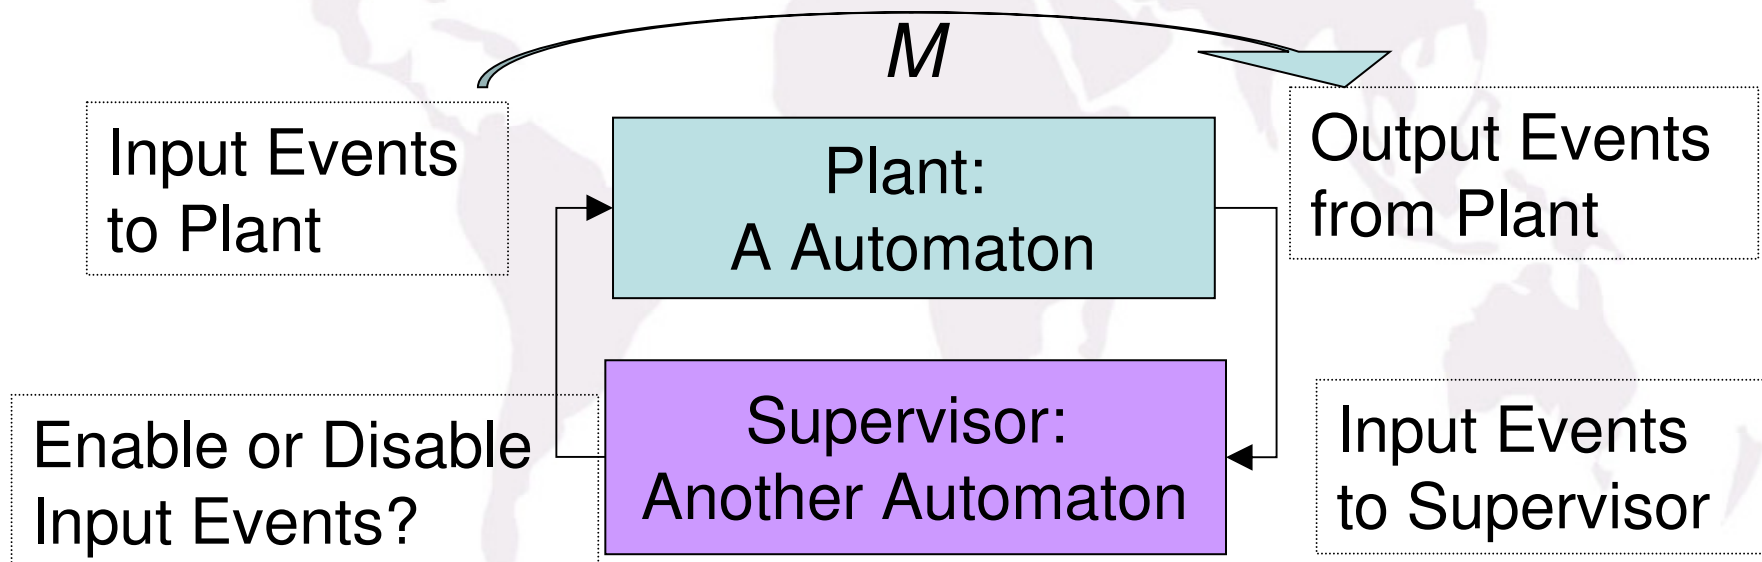 M
Input Events
to Plant
Plant:
A Automaton
Output Events
from Plant
Enable or Disable
Input Events?
Supervisor:
Another Automaton
Input Events
to Supervisor